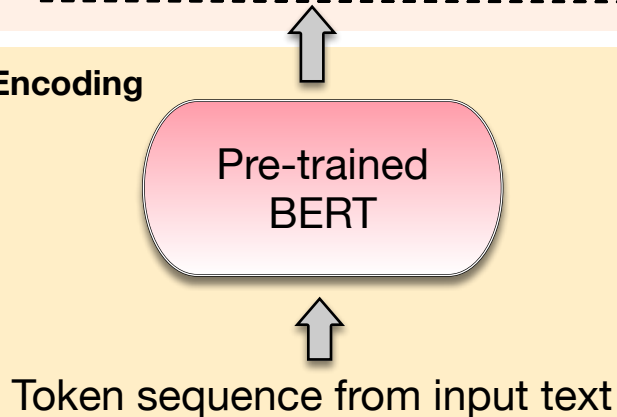 Encoding
Pre-trained
BERT
Token sequence from input text